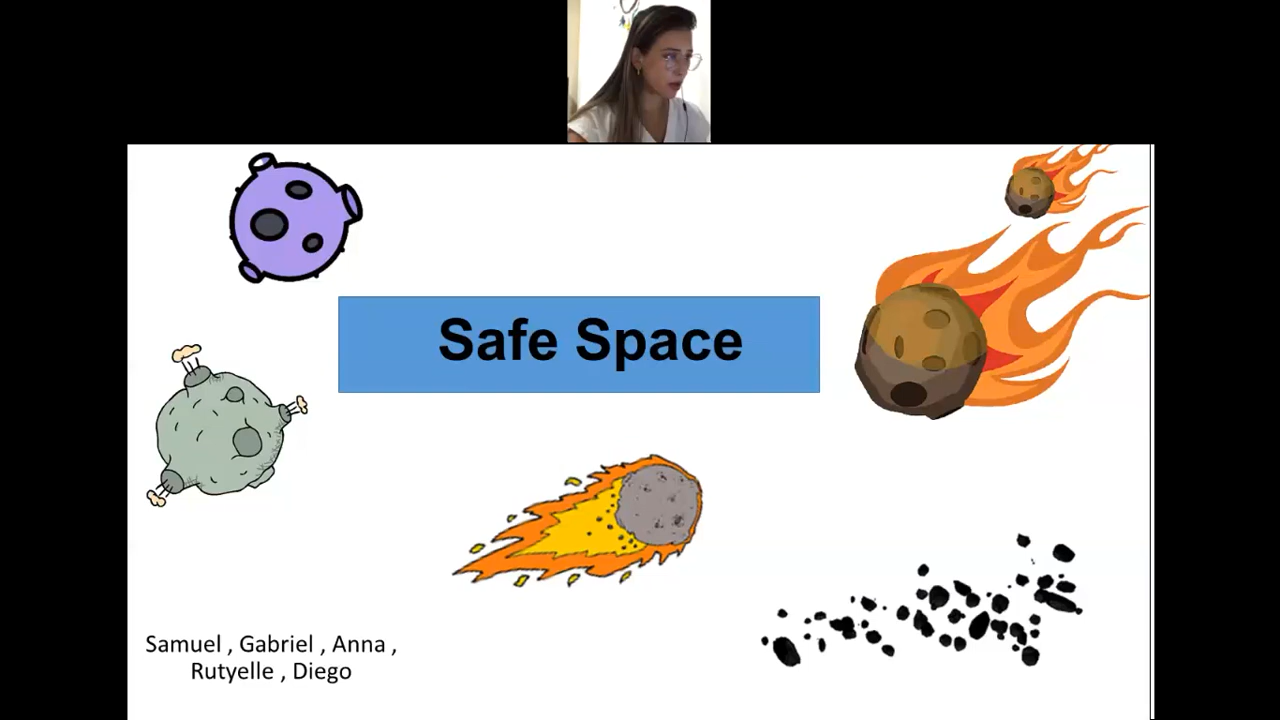 Safe Space
Samuel , Gabriel , Anna ,
Rutyelle , Diego